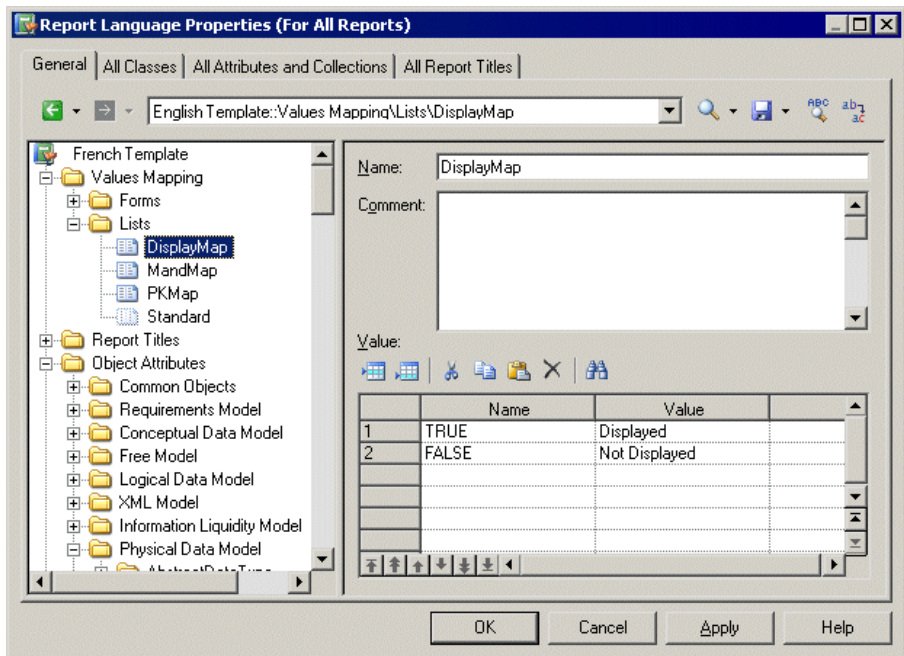 Report Language Properties (For All Reports)
General All Classes All Attributes and Collections All Report Titles
English Template::Values Mapping\Lists\DisplayMap
French Template
Values Mapping
Forms
Lists
DisplayMap
MandMap
PKMap
Standard
Report Titles
Object Attributes
Common Objects
Requirements Model
Conceptual Data Model
Free Model
Logical Data Model
XML Model
Information Liquidity Model
Physical Data Model
Name: DisplayMap
Comment:
Value:
Name Value
1 TRUE Displayed
2 FALSE Not Displayed
OK Cancel Apply Help